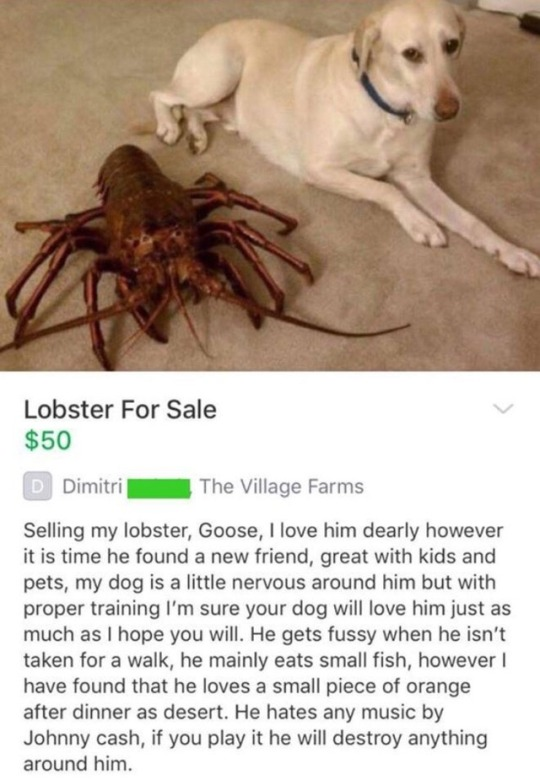 Lobster For Sale
$50
D Dimitri , The Village Farms
Selling my lobster, Goose, I love him dearly however
it is time he found a new friend, great with kids and
pets, my dog is a little nervous around him but with
proper training I'm sure your dog will love him just as
much as I hope you will. He gets fussy when he isn't
taken for a walk, he mainly eats small fish, however I
have found that he loves a small piece of orange
after dinner as desert. He hates any music by
Johnny cash, if you play it he will destroy anything
around him.